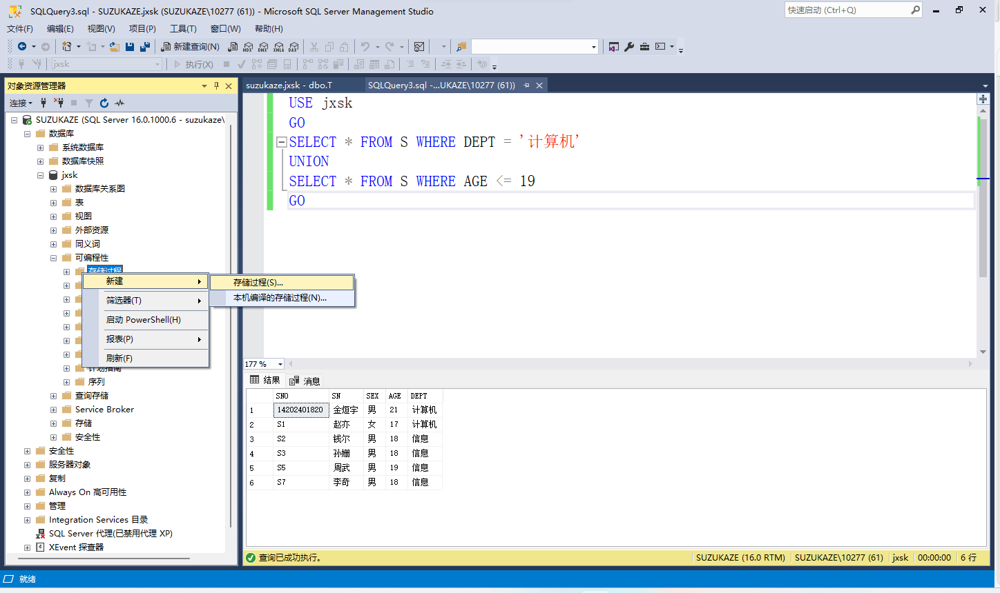 SQLQuery3.sql - SUZUKAZE.jxsk (SUZUKAZE\10277 (61)) - Microsoft SQL Server Management Studio
快速启动 (Ctrl+Q)
文件(F) 编辑(E) 视图(V) 项目(P) 工具(T) 窗口(W) 帮助(H)
新建查询(N) MDX DMX XMLA DAX
jxsk 执行(X)
对象资源管理器
连接
SUZUKAZE (SQL Server 16.0.1000.6 - suzukaze\
数据库
系统数据库
数据库快照
jxsk
数据库关系图
表
视图
外部资源
同义词
可编程性
存储过程
计划指南
序列
查询存储
Service Broker
存储
安全性
安全性
服务器对象
复制
Always On 高可用性
管理
Integration Services 目录
SQL Server 代理(已禁用代理 XP)
XEvent 探查器
新建
筛选器(T)
启动 PowerShell(H)
报表(P)
刷新(F)
存储过程(S)...
本机编译的存储过程(N)...
suzukaze.jxsk - dbo.T
SQLQuery3.sql -...UKAZE\10277 (61))
USE jxsk
GO
SELECT * FROM S WHERE DEPT = '计算机'
UNION
SELECT * FROM S WHERE AGE <= 19
GO
177 %
结果 消息
SNO SN SEX AGE DEPT
1 14202401820 金烜宇 男 21 计算机
2 S1 赵亦 女 17 计算机
3 S2 钱尔 男 18 信息
4 S3 孙姗 男 18 信息
5 S5 周武 男 19 信息
6 S7 李奇 男 18 信息
查询已成功执行。
SUZUKAZE (16.0 RTM) SUZUKAZE\10277 (61) jxsk 00:00:00 6 行
就绪